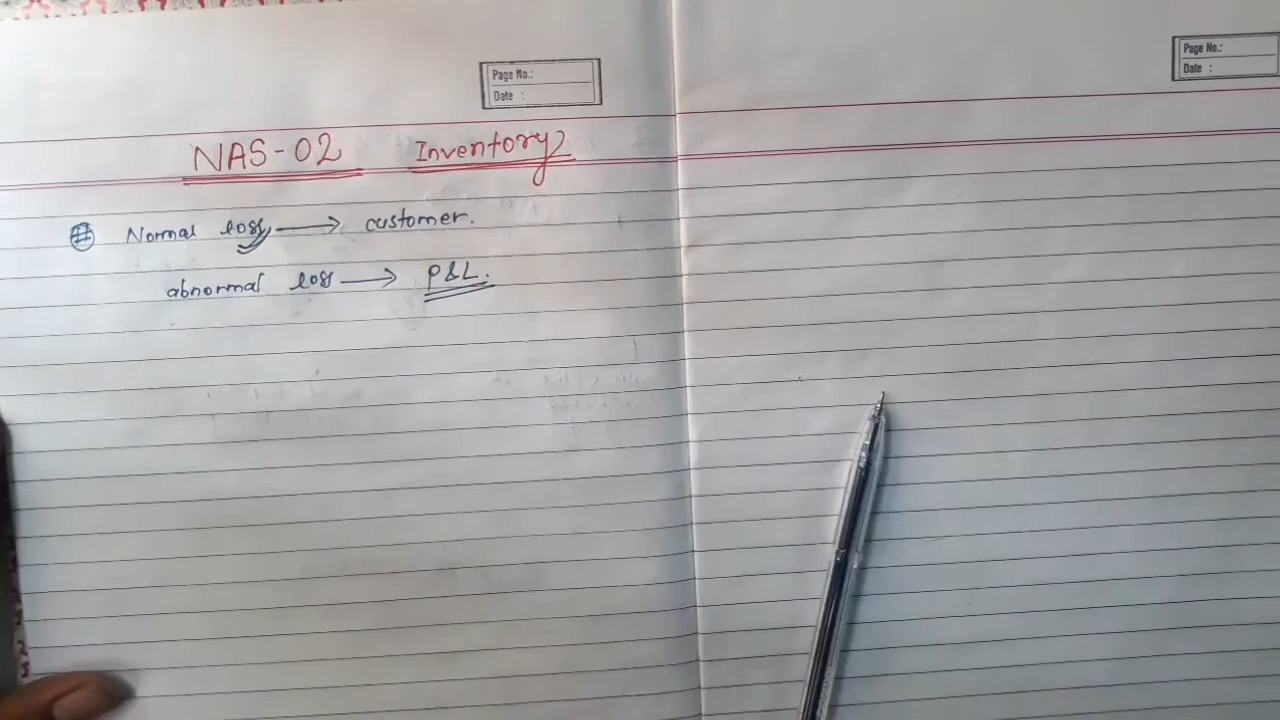 Page No.:
Date :
Page No.:
Date :
NAS-02 Inventory
# Normal loss → customer.
abnormal loss → P&L.